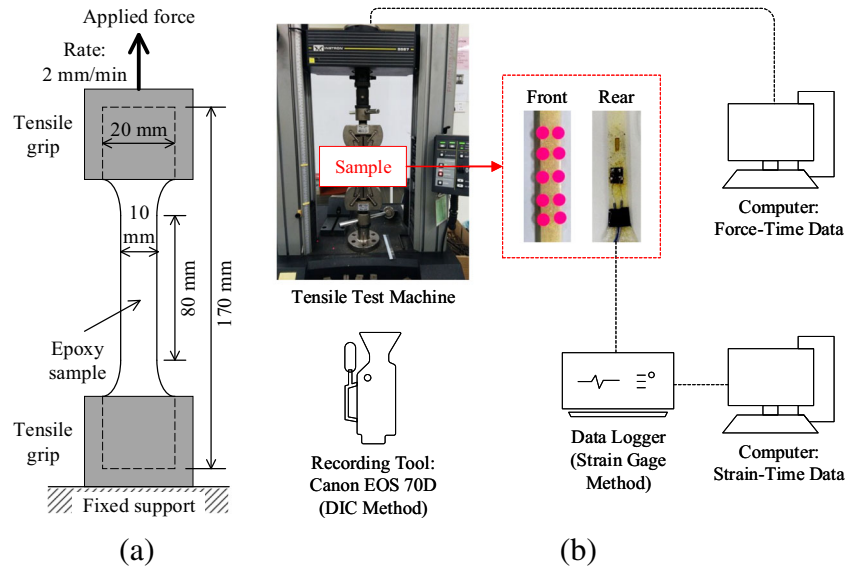 Applied force
Rate:
2 mm/min
Tensile
grip
20 mm
10
mm
80 mm
170 mm
Epoxy
sample
Tensile
grip
Fixed support
(a)
INSTRON
Sample
Front
Rear
Tensile Test Machine
Computer:
Force-Time Data
Recording Tool:
Canon EOS 70D
(DIC Method)
Data Logger
(Strain Gage
Method)
Computer:
Strain-Time Data
(b)